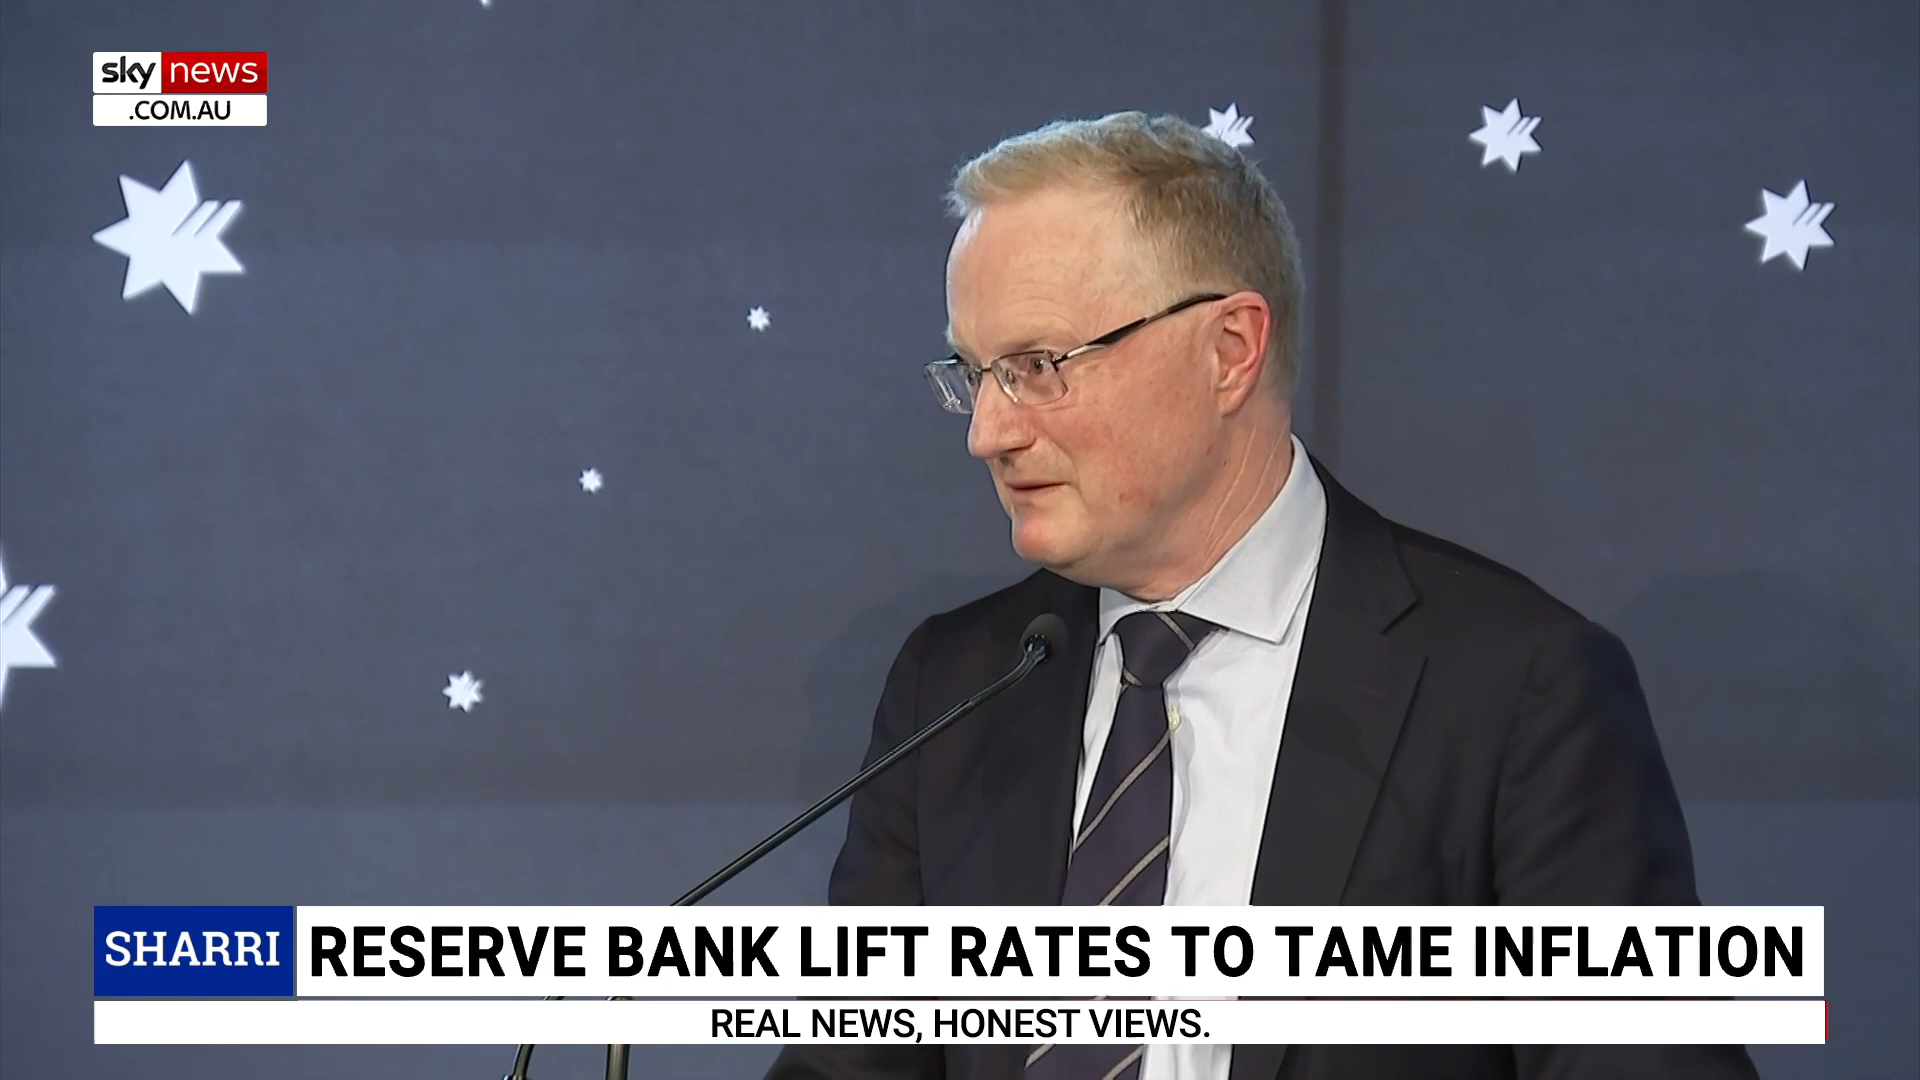 sky news
.COM.AU
SHARRI RESERVE BANK LIFT RATES TO TAME INFLATION
REAL NEWS, HONEST VIEWS.